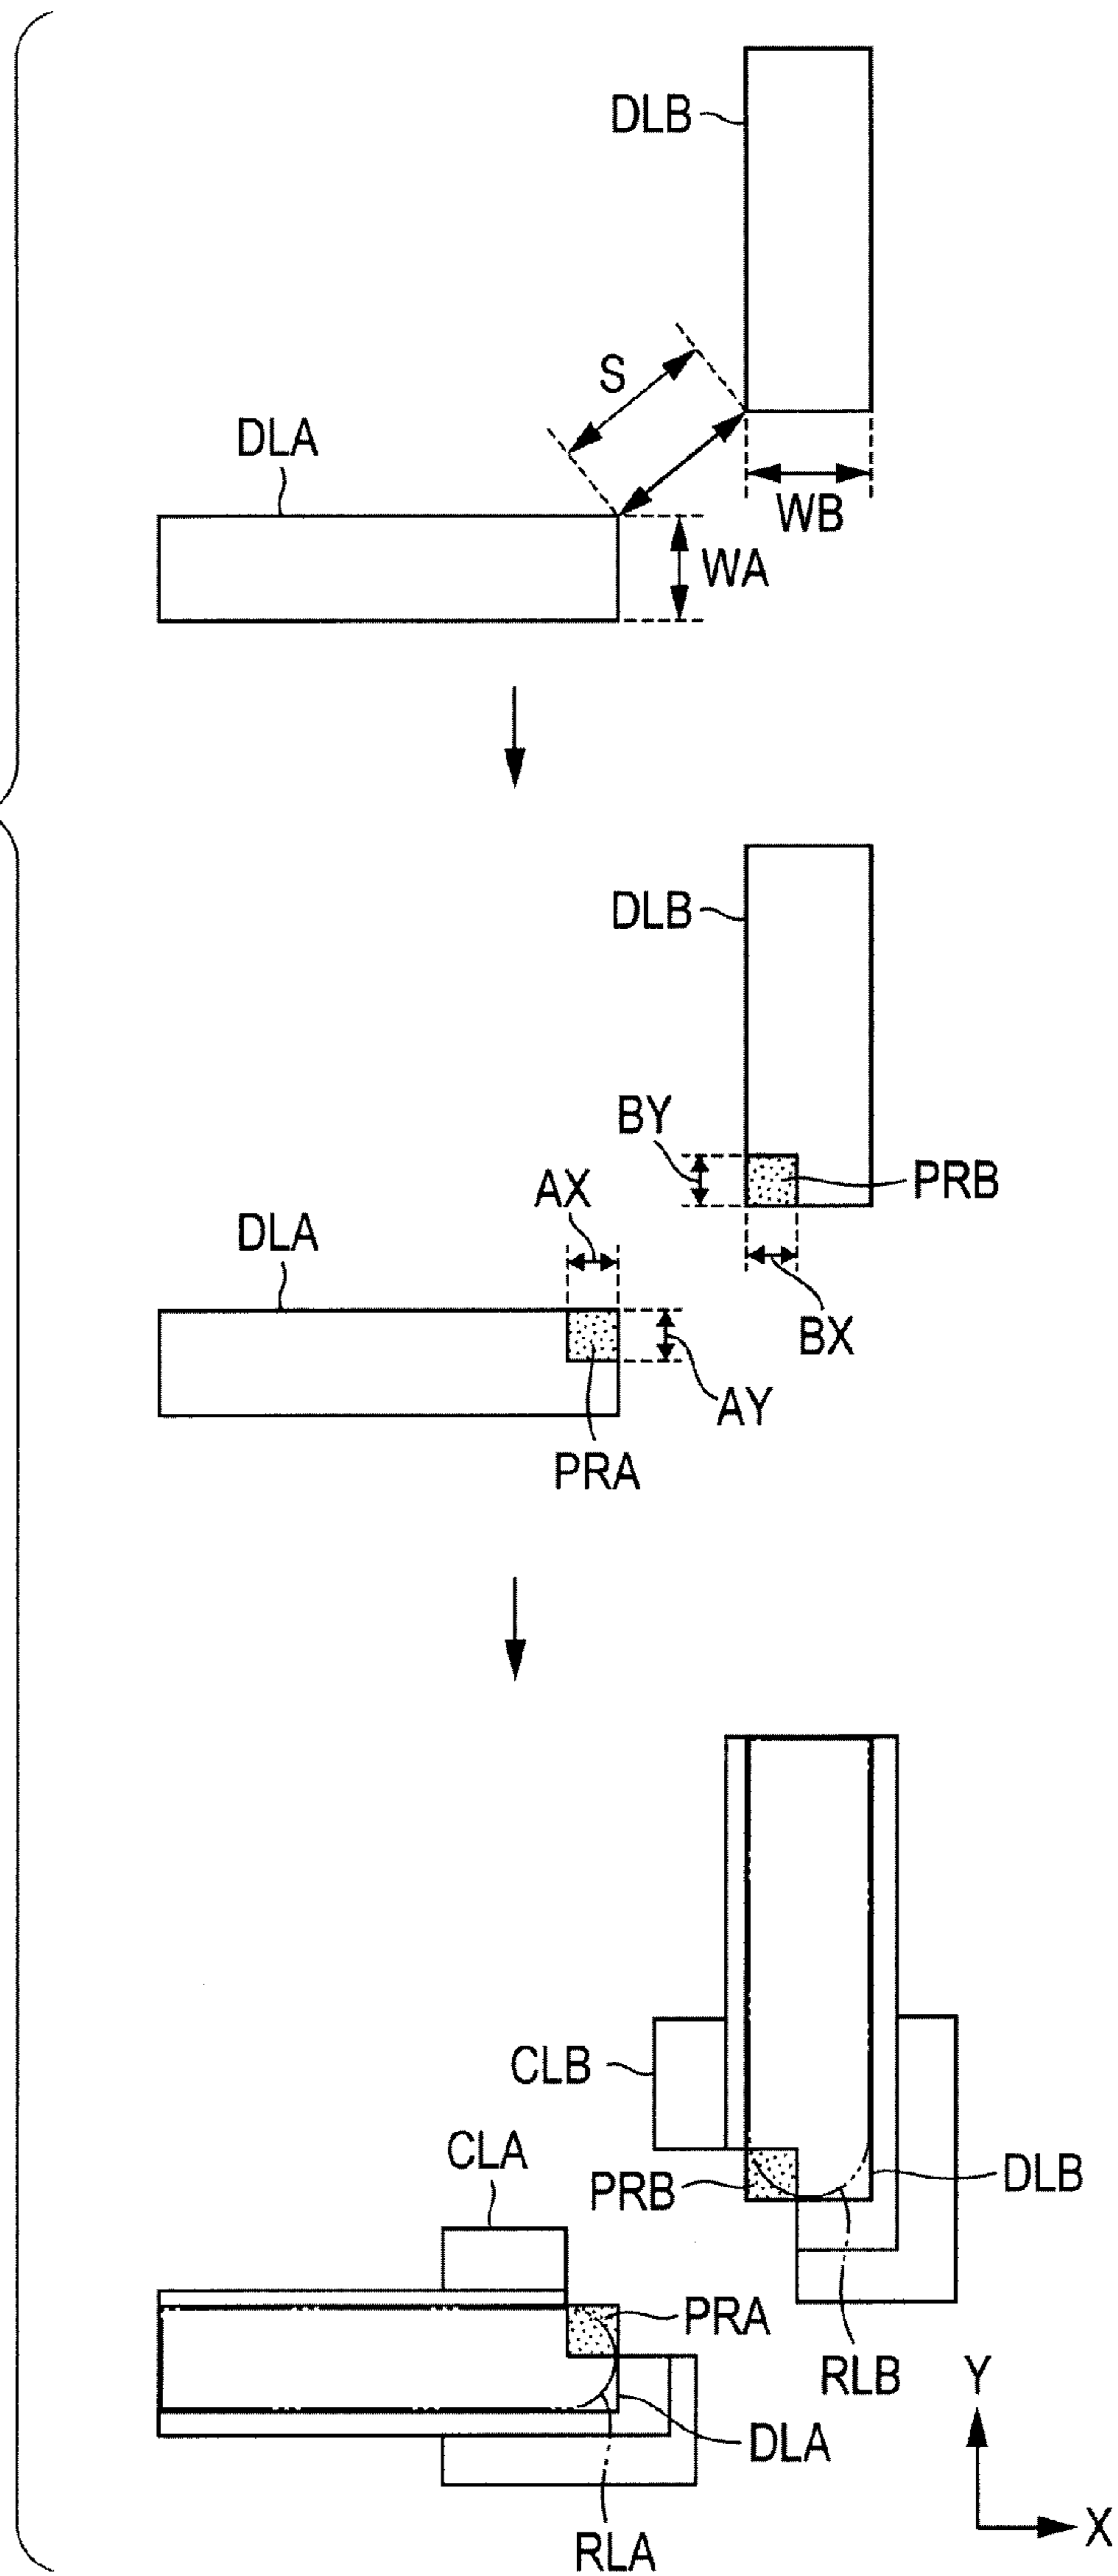 DLB
S
DLA
WB
WA
DLB
BY
PRB
AX
DLA
BX
AY
PRA
CLB
CLA
PRB
DLB
PRA
RLB
Y
DLA
X
RLA